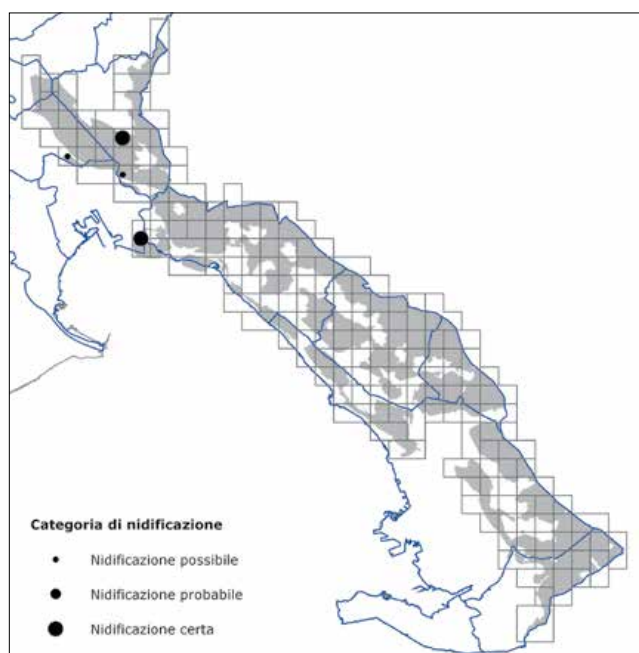 Categoria di nidificazione
Nidificazione possibile
Nidificazione probabile
Nidificazione certa